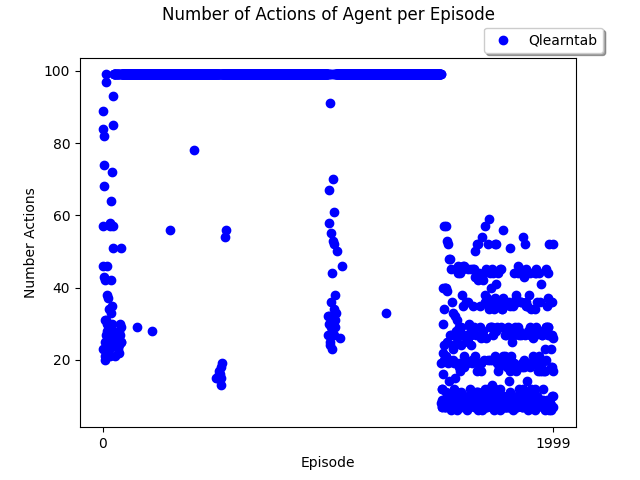 Number of Actions of Agent per Episode
Qlearntab
100
80
60
40
20
Number Actions
0
1999
Episode